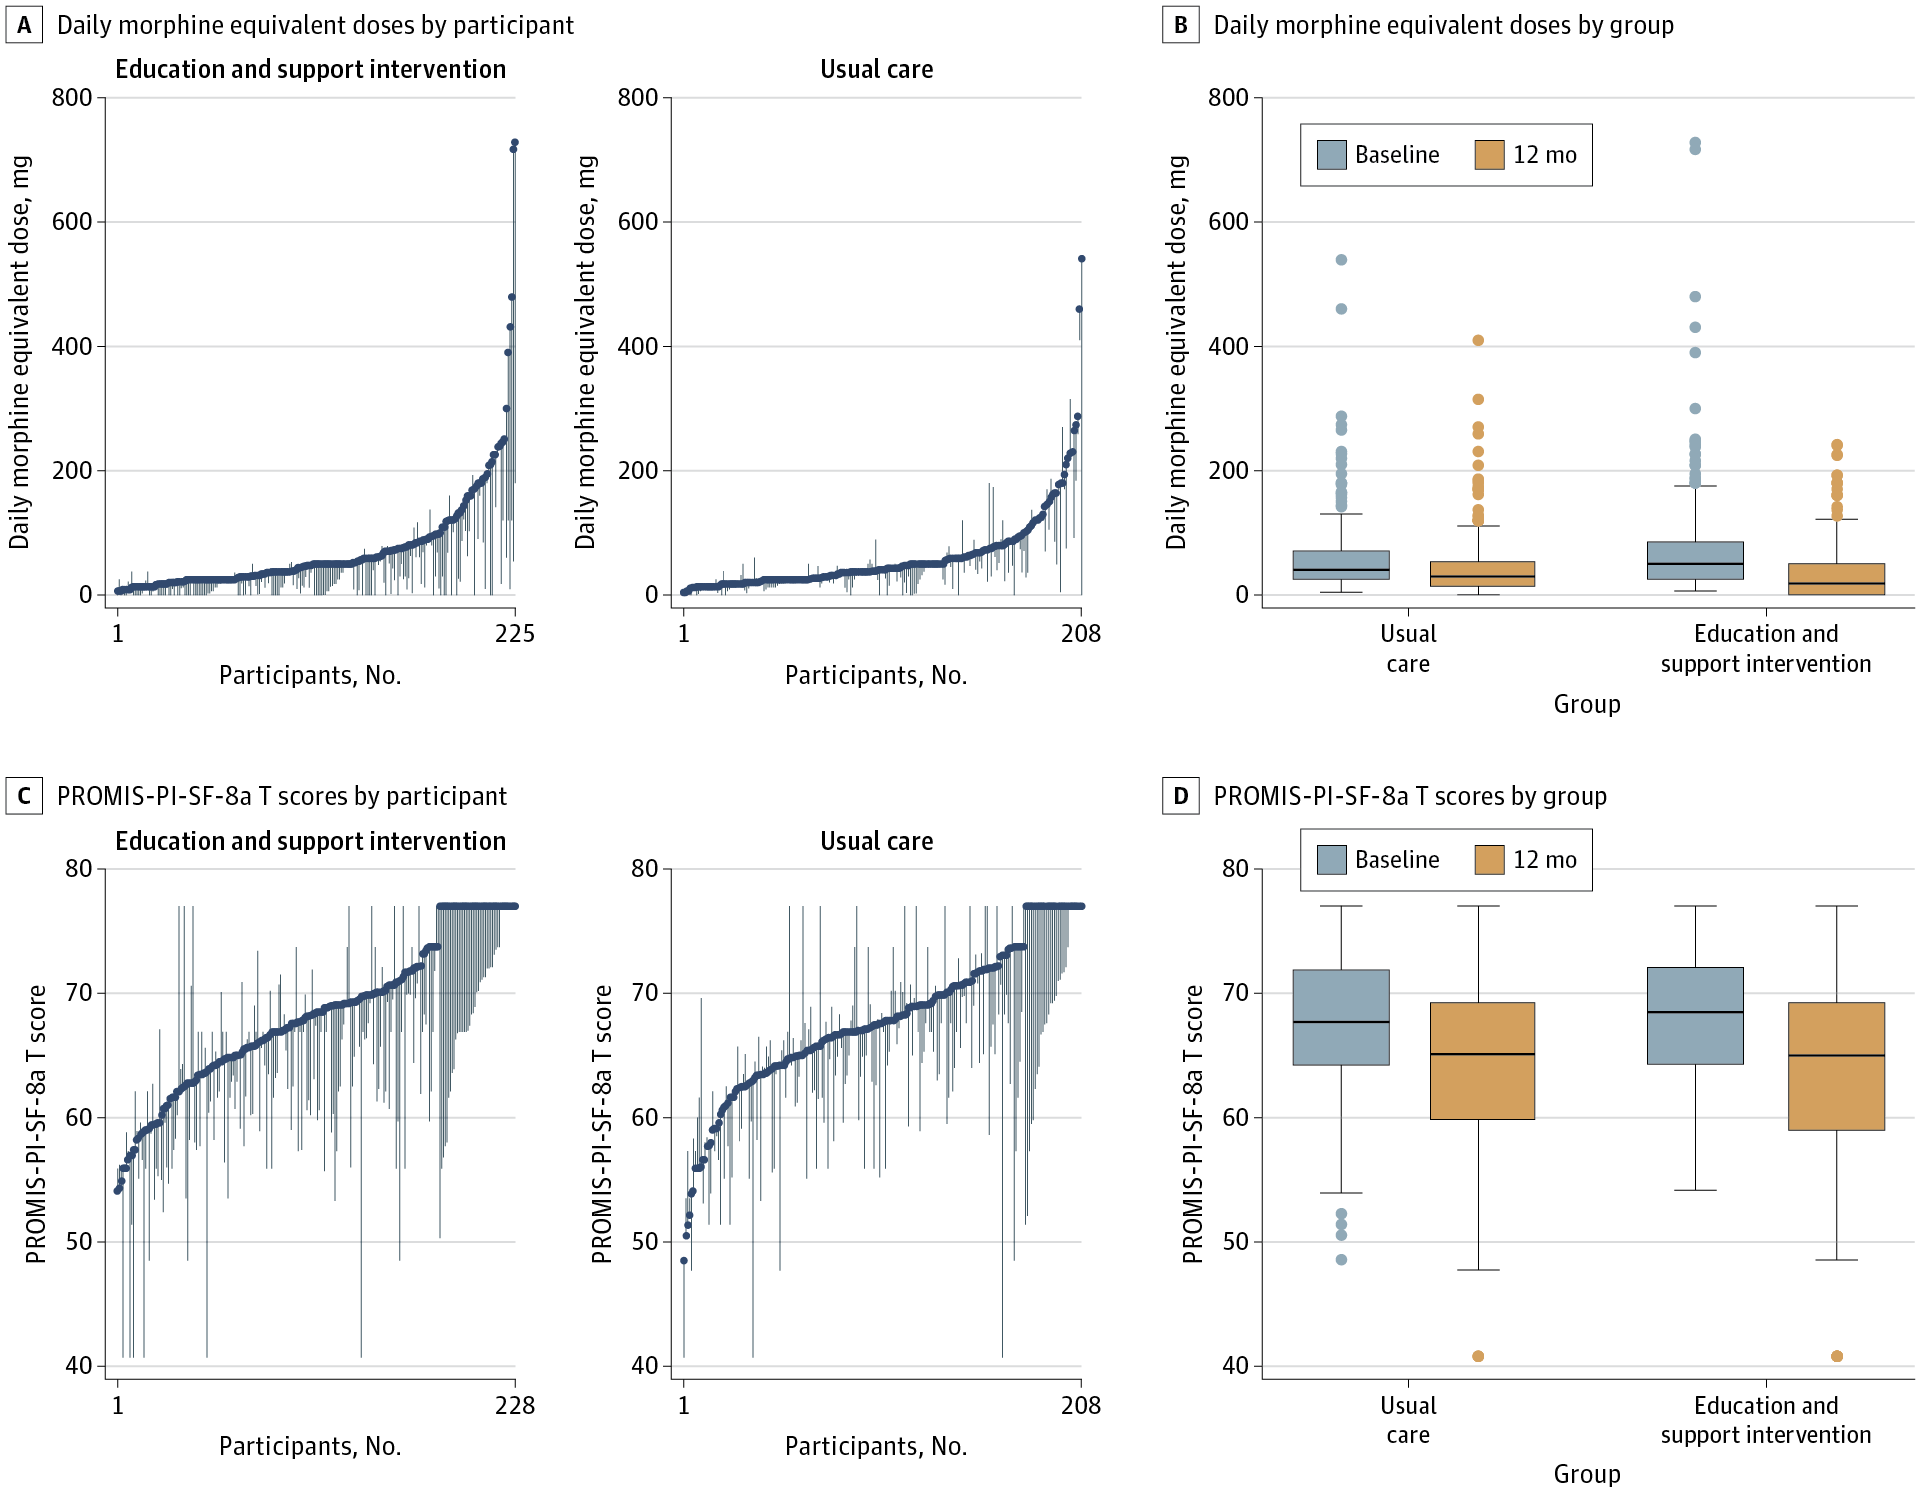 A Daily morphine equivalent doses by participant
Education and support intervention
Daily morphine equivalent dose, mg
800
600
400
200
0
1
225
Participants, No.
Usual care
Daily morphine equivalent dose, mg
800
600
400
200
0
1
208
Participants, No.
B Daily morphine equivalent doses by group
Baseline
12 mo
Daily morphine equivalent dose, mg
800
600
400
200
0
Usual
care
Education and
support intervention
Group
C PROMIS-PI-SF-8a T scores by participant
Education and support intervention
PROMIS-PI-SF-8a T score
80
70
60
50
40
1
228
Participants, No.
Usual care
PROMIS-PI-SF-8a T score
80
70
60
50
40
1
208
Participants, No.
D PROMIS-PI-SF-8a T scores by group
Baseline
12 mo
PROMIS-PI-SF-8a T score
80
70
60
50
40
Usual
care
Education and
support intervention
Group